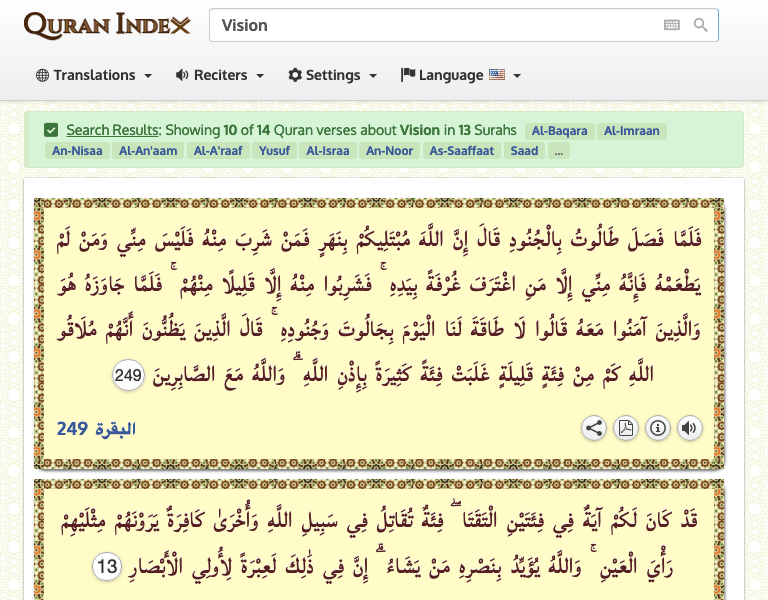 QURAN INDEX
Vision
Translations Reciters Settings Language
Search Results: Showing 10 of 14 Quran verses about Vision in 13 Surahs Al-Baqara Al-Imraan
An-Nisaa Al-An'aam Al-A'raaf Yusuf Al-Israa An-Noor As-Saaffaat Saad ...
فَلَمَّا فَصَلَ طَالُوتُ بِالْجُنُودِ قَالَ إِنَّ اللَّهَ مُبْتَلِيكُمْ بِنَهَرٍ فَمَنْ شَرِبَ مِنْهُ فَلَيْسَ مِنِّي وَمَنْ لَمْ
يَطْعَمْهُ فَإِنَّهُ مِنِّي إِلَّا مَنِ اغْتَرَفَ غُرْفَةً بِيَدِهِ ۚ فَشَرِبُوا مِنْهُ إِلَّا قَلِيلًا مِنْهُمْ ۚ فَلَمَّا جَاوَزَهُ هُوَ
وَالَّذِينَ آمَنُوا مَعَهُ قَالُوا لَا طَاقَةَ لَنَا الْيَوْمَ بِجَالُوتَ وَجُنُودِهِ ۚ قَالَ الَّذِينَ يَظُنُّونَ أَنَّهُمْ مُلَاقُو
اللَّهِ كَمْ مِنْ فِئَةٍ قَلِيلَةٍ غَلَبَتْ فِئَةً كَثِيرَةً بِإِذْنِ اللَّهِ ۗ وَاللَّهُ مَعَ الصَّابِرِينَ 249
البقرة 249
قَدْ كَانَ لَكُمْ آيَةٌ فِي فِئَتَيْنِ الْتَقَتَا ۖ فِئَةٌ تُقَاتِلُ فِي سَبِيلِ اللَّهِ وَأُخْرَىٰ كَافِرَةٌ يَرَوْنَهُمْ مِثْلَيْهِمْ
رَأْيَ الْعَيْنِ ۚ وَاللَّهُ يُؤَيِّدُ بِنَصْرِهِ مَنْ يَشَاءُ ۗ إِنَّ فِي ذَٰلِكَ لَعِبْرَةً لِأُولِي الْأَبْصَارِ 13